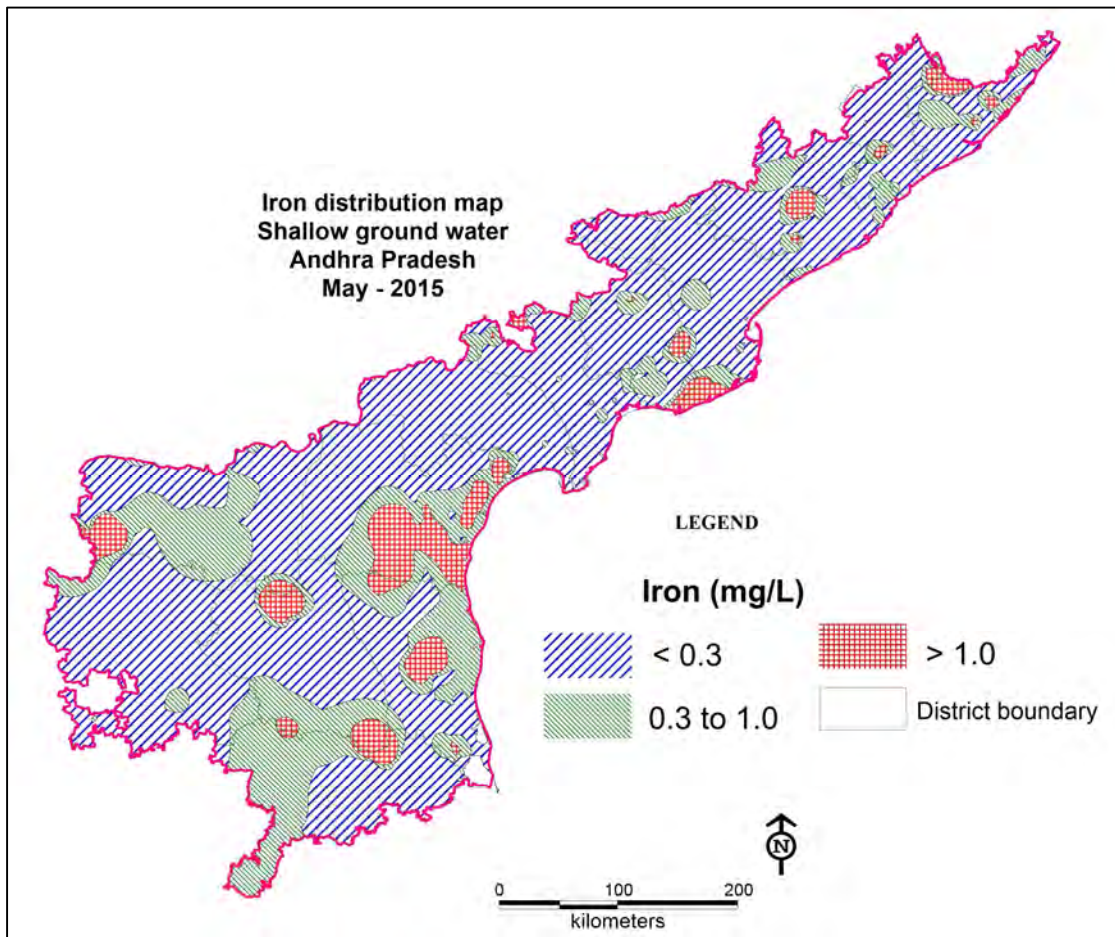 Iron distribution map
Shallow ground water
Andhra Pradesh
May - 2015
LEGEND
Iron (mg/L)
< 0.3
> 1.0
0.3 to 1.0
District boundary
N
0 100 200
kilometers